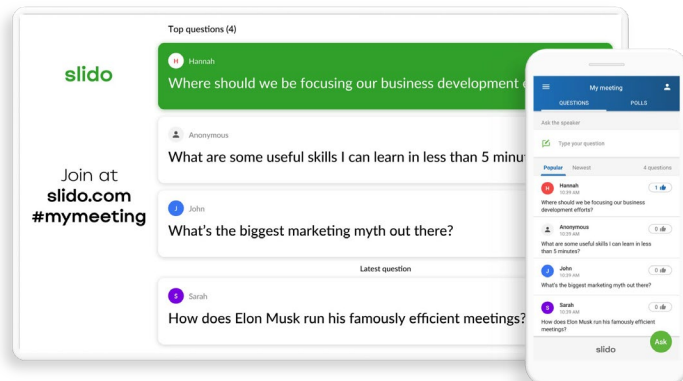 Top questions (4)
slido
Join at
slido.com
#mymeeting
H Hannah
Where should we be focusing our business development
Anonymous
What are some useful skills I can learn in less than 5
J John
What's the biggest marketing myth out there?
Latest question
S Sarah
How does Elon Musk run his famously efficient meetings?
My meeting
QUESTIONS POLLS
Ask the speaker
Type your question
Popular Newest 4 questions
H Hannah 1
10:39 AM
Where should we be focusing our business
development efforts?
Anonymous 0
10:39 AM
What are some useful skills I can learn in less
than 5 minutes?
J John 0
10:39 AM
What's the biggest marketing myth out there?
S Sarah 0
10:39 AM
How does Elon Musk run his famously efficient
meetings?
Ask
slido